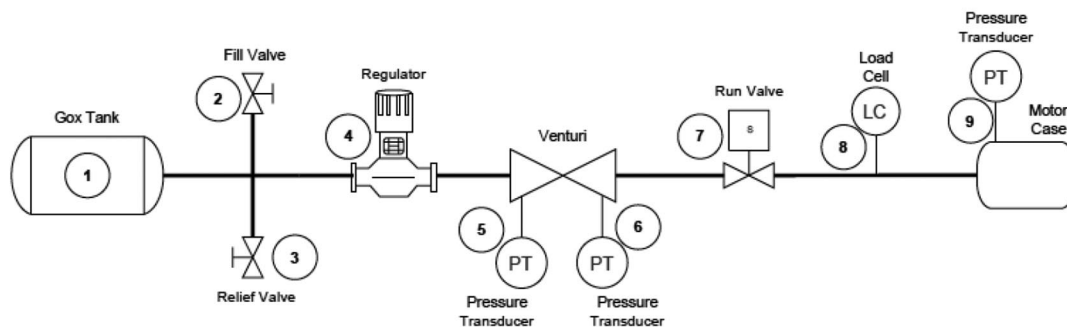 Pressure
Transducer
Fill Valve
Load
Cell
PT
Regulator
2
Run Valve
Gox Tank
LC
9
Motor
Case
4
Venturi
7
S
8
1
5
6
3
PT
PT
Relief Valve
Pressure
Transducer
Pressure
Transducer